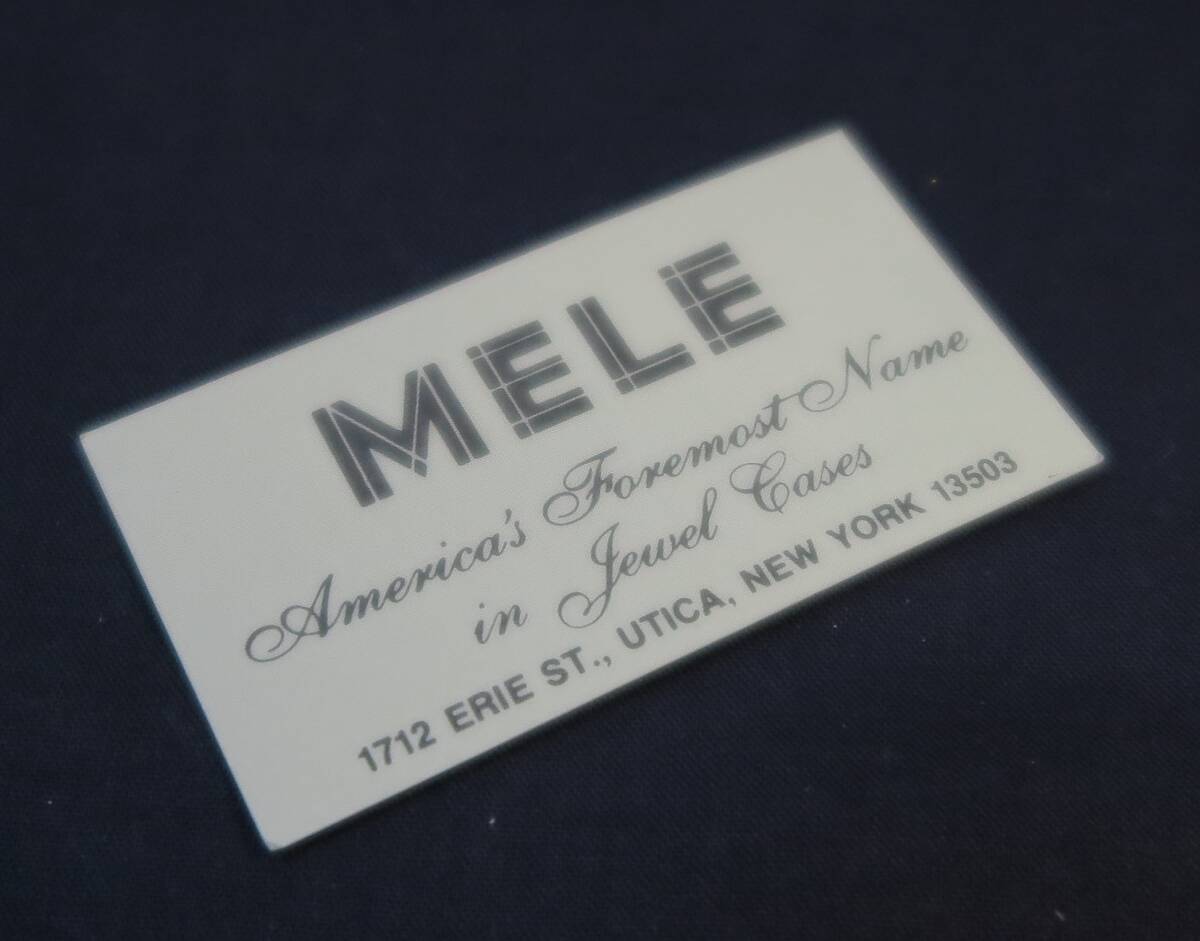 MELE
America's Foremost Name
in Jewel Cases
1712 ERIE ST., UTICA, NEW YORK 13503